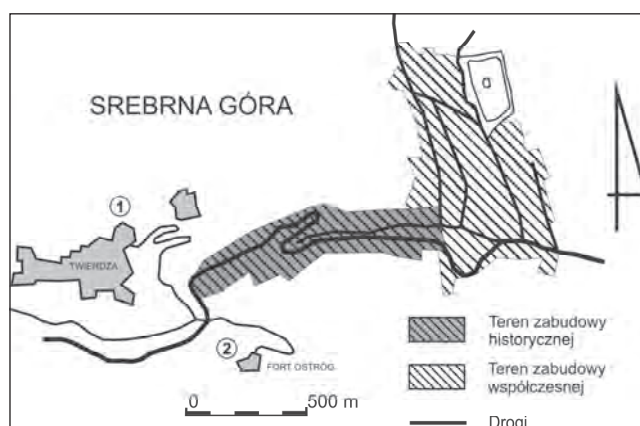 SREBRNA GÓRA
a
1
TWIERDZA
2
FORT OSTRÓG
0 500 m
Teren zabudowy
historycznej
Teren zabudowy
współczesnej
Drogi